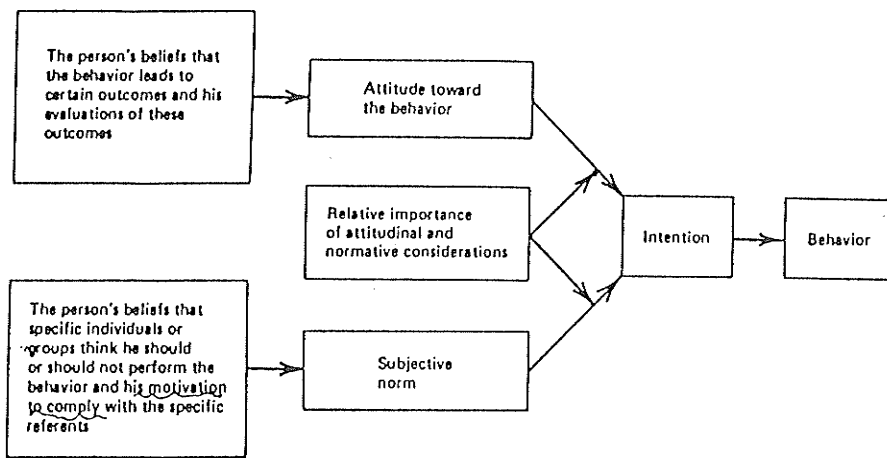 The person's beliefs that
the behavior leads to
certain outcomes and his
evaluations of these
outcomes
Attitude toward
the behavior
Relative importance
of attitudinal and
normative considerations
Intention
Behavior
The person's beliefs that
specific individuals or
groups think he should
or should not perform the
behavior and his motivation
to comply with the specific
referents
Subjective
norm